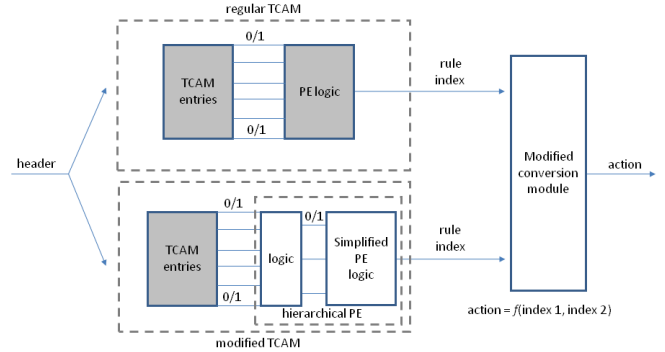 regular TCAM
0/1
TCAM
entries
PE logic
0/1
rule
index
header
Modified
conversion
module
action
0/1
0/1
TCAM
entries
logic
Simplified
PE
logic
rule
index
0/1
hierarchical PE
action = f(index 1, index 2)
modified TCAM